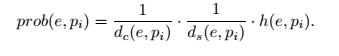 prob(e, p_i) = \frac{1}{d_c(e, p_i)} \cdot \frac{1}{d_s(e, p_i)} \cdot h(e, p_i).